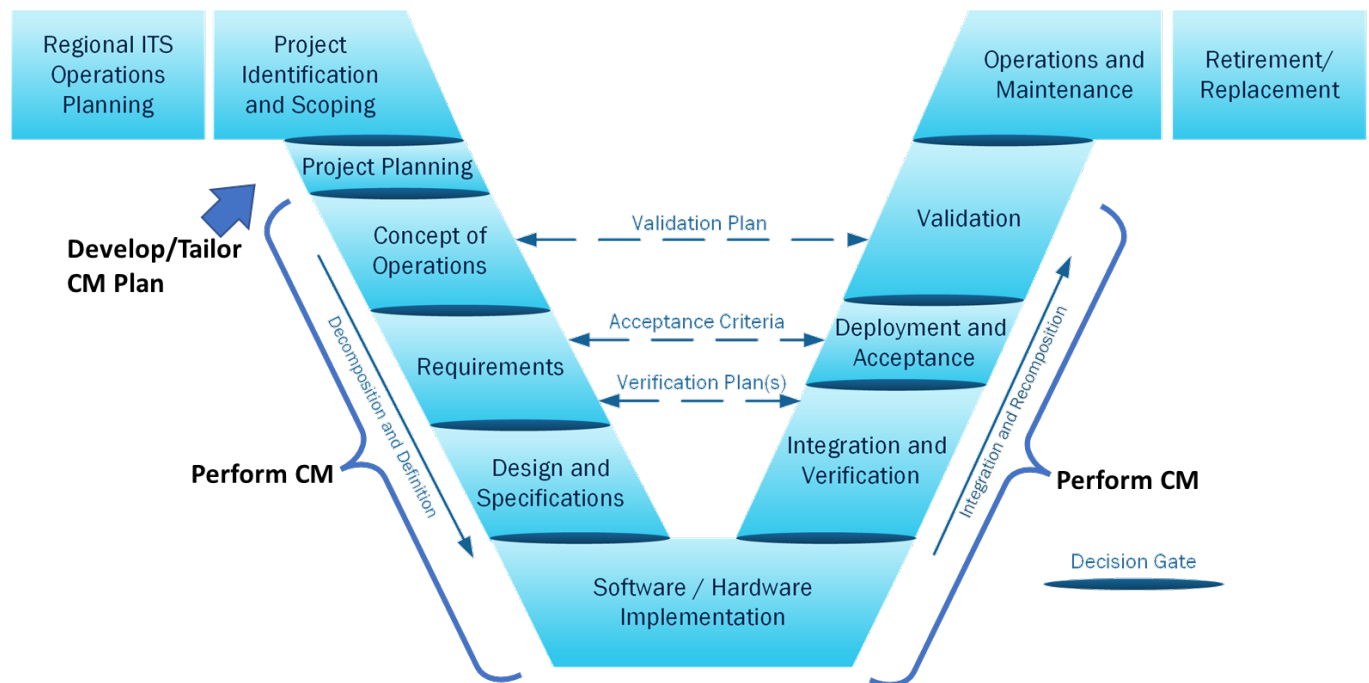 Regional ITS
Operations
Planning
Project
Identification
and Scoping
Operations and
Maintenance
Retirement/
Replacement
Project Planning
Develop/Tailor
CM Plan
Concept of
Operations
Validation Plan
Validation
Decomposition and Definition
Requirements
Acceptance Criteria
Verification Plan(s)
Deployment and
Acceptance
Integration and Recomposition
Perform CM
Design and
Specifications
Integration and
Verification
Perform CM
Software / Hardware
Implementation
Decision Gate